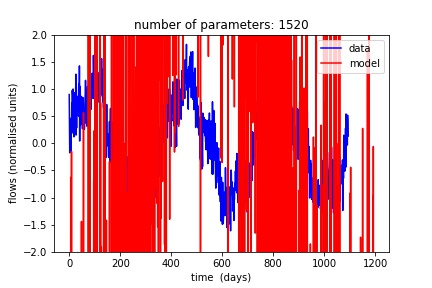 number of parameters: 1520
data
model
2.0
1.5
1.0
0.5
0.0
−0.5
−1.0
−1.5
−2.0
flows (normalised units)
0 200 400 600 800 1000 1200
time (days)